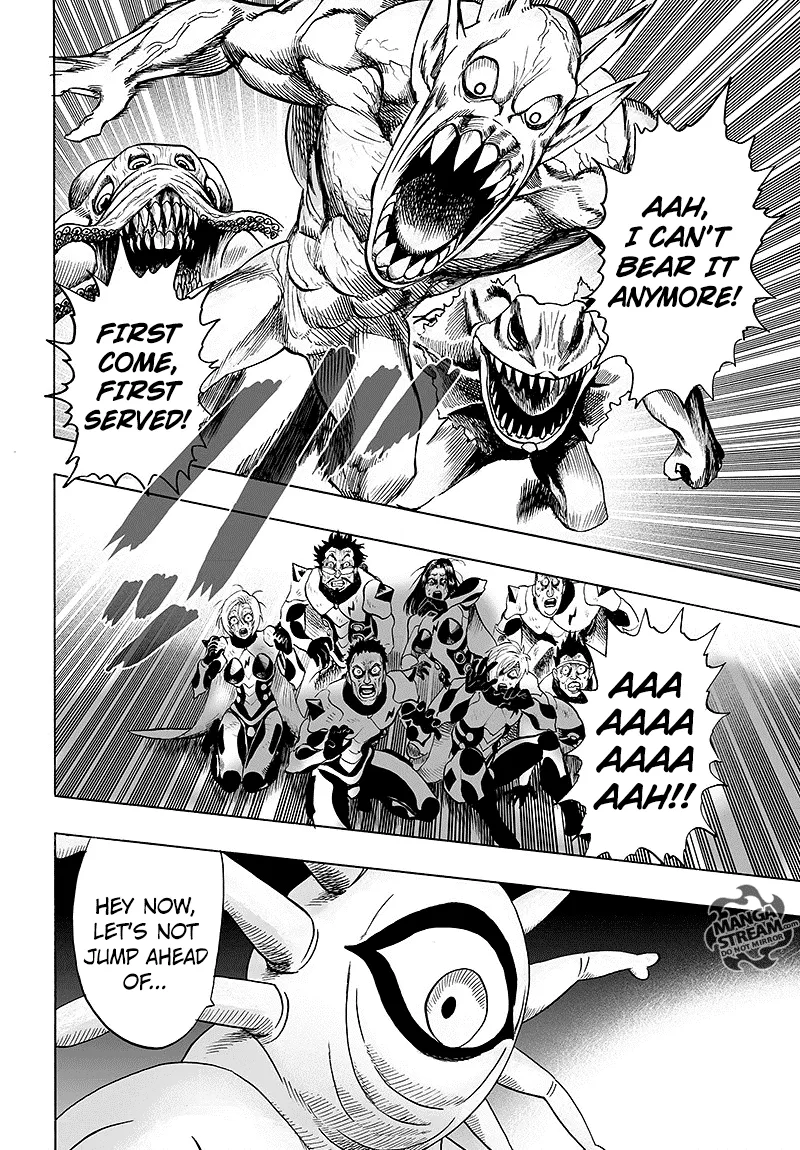 AAH,
I CAN'T
BEAR IT
ANYMORE!
FIRST
COME,
FIRST
SERVED!
AAA
AAAA
AAAA
AAH!!
HEY NOW,
LET'S NOT
JUMP AHEAD
OF...
MANGA
STREAM.com
DO NOT MIRROR